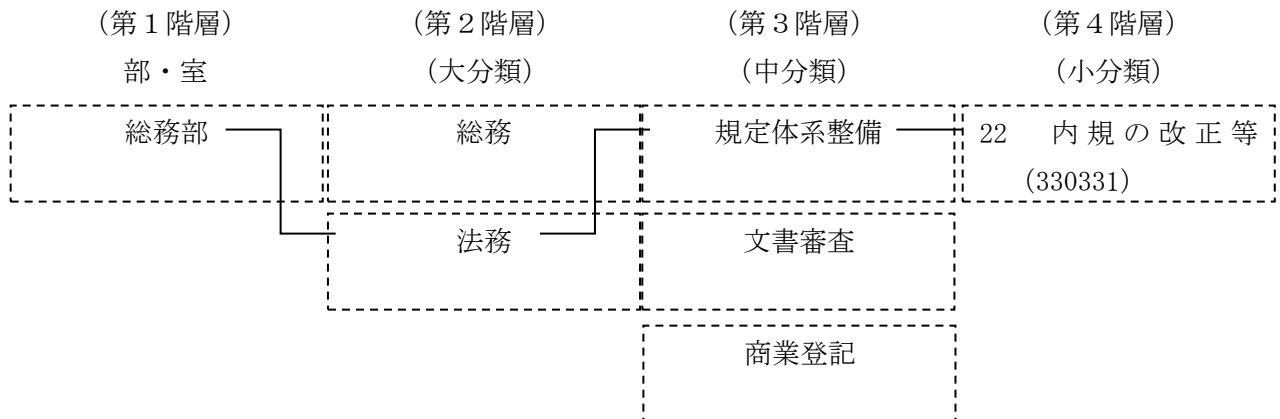 （第１階層） （第２階層） （第３階層） （第４階層）
部・室 （大分類） （中分類） （小分類）
総務部 総務 規定体系整備 22 内規の改正等
（330331）
法務 文書審査
商業登記